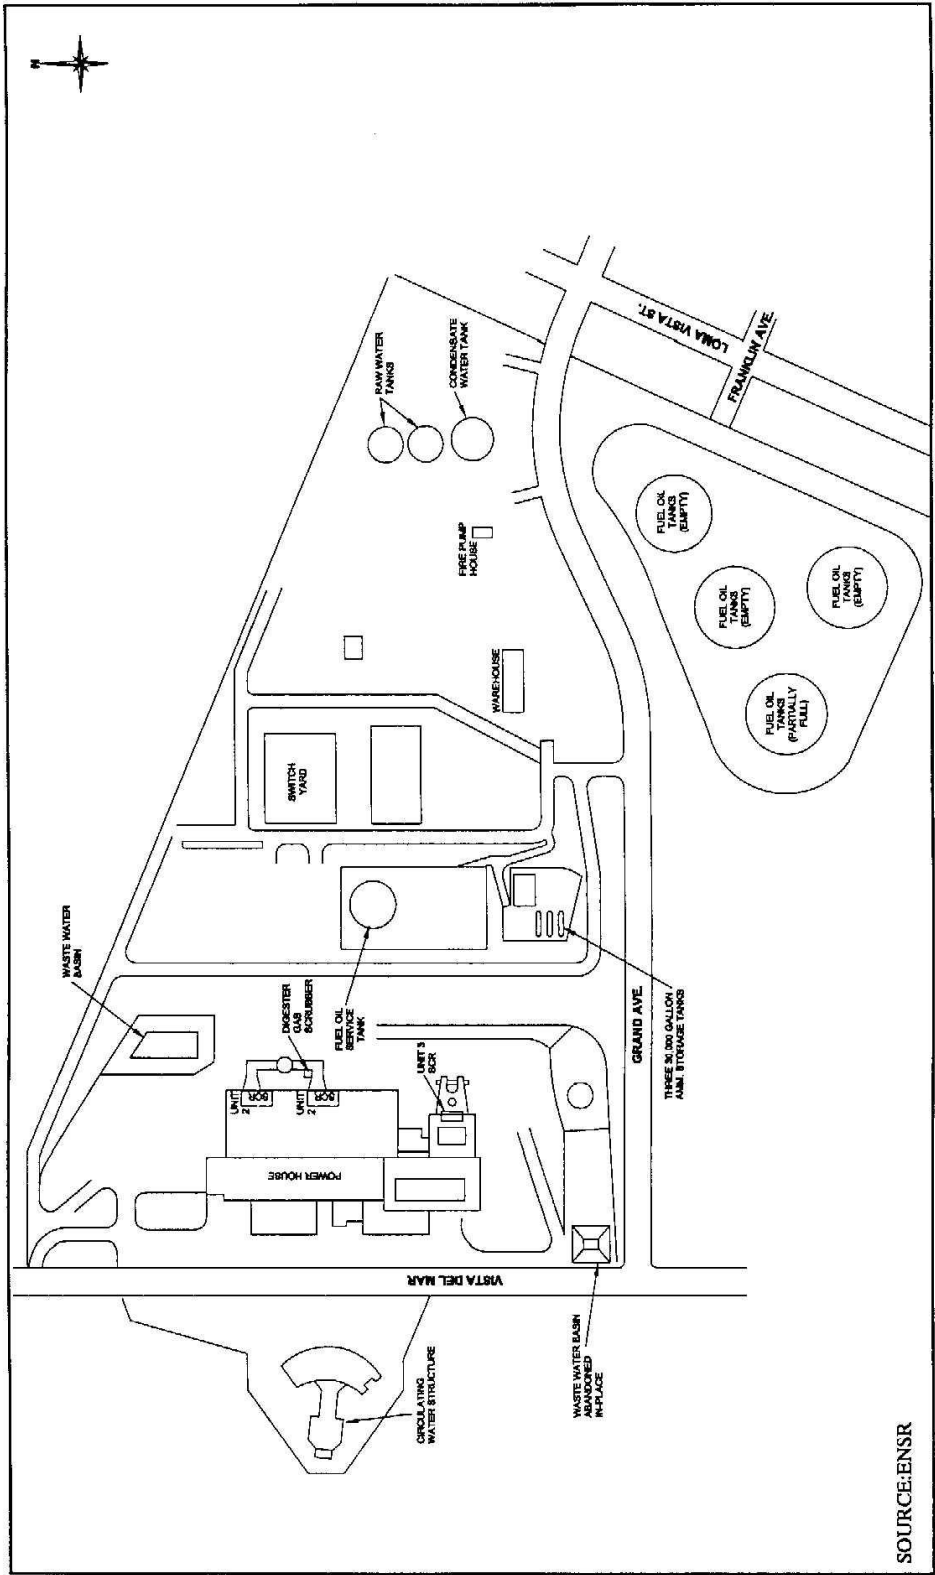 N
RAW WATER
TANKS
CONDENSATE
WATER TANK
LOMA VISTA ST.
FRANKLIN AVE.
FIRE PUMP
HOUSE
FUEL OIL
TANKS
(EMPTY)
FUEL OIL
TANKS
(EMPTY)
FUEL OIL
TANKS
(EMPTY)
FUEL OIL
TANKS
(PARTIALLY
FULL)
WAREHOUSE
SWITCH
YARD
WASTE WATER
BASIN
DIGESTER
GAS
SCRUBBER
FUEL OIL
SERVICE
TANK
UNIT 3
SCR
GRAND AVE.
THREE 30,000 GALLON
AMM. STORAGE TANKS
UNIT
2
SCR
UNIT
2
SCR
POWER HOUSE
VISTA DEL MAR
CIRCULATING
WATER STRUCTURE
WASTE WATER BASIN
ABANDONED
IN-PLACE
SOURCE:ENSR